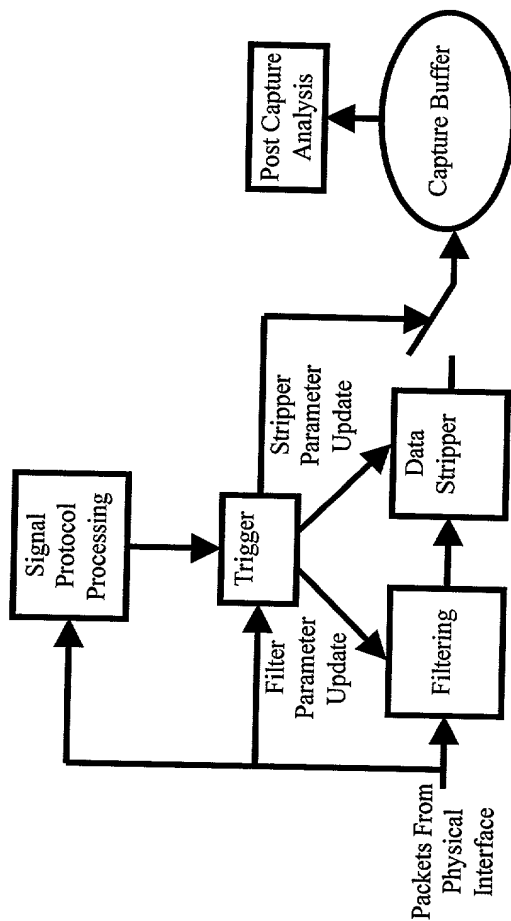 Signal
Protocol
Processing
Trigger
Filter
Parameter
Update
Stripper
Parameter
Update
Post Capture
Analysis
Packets From
Physical
Interface
Filtering
Data
Stripper
Capture Buffer